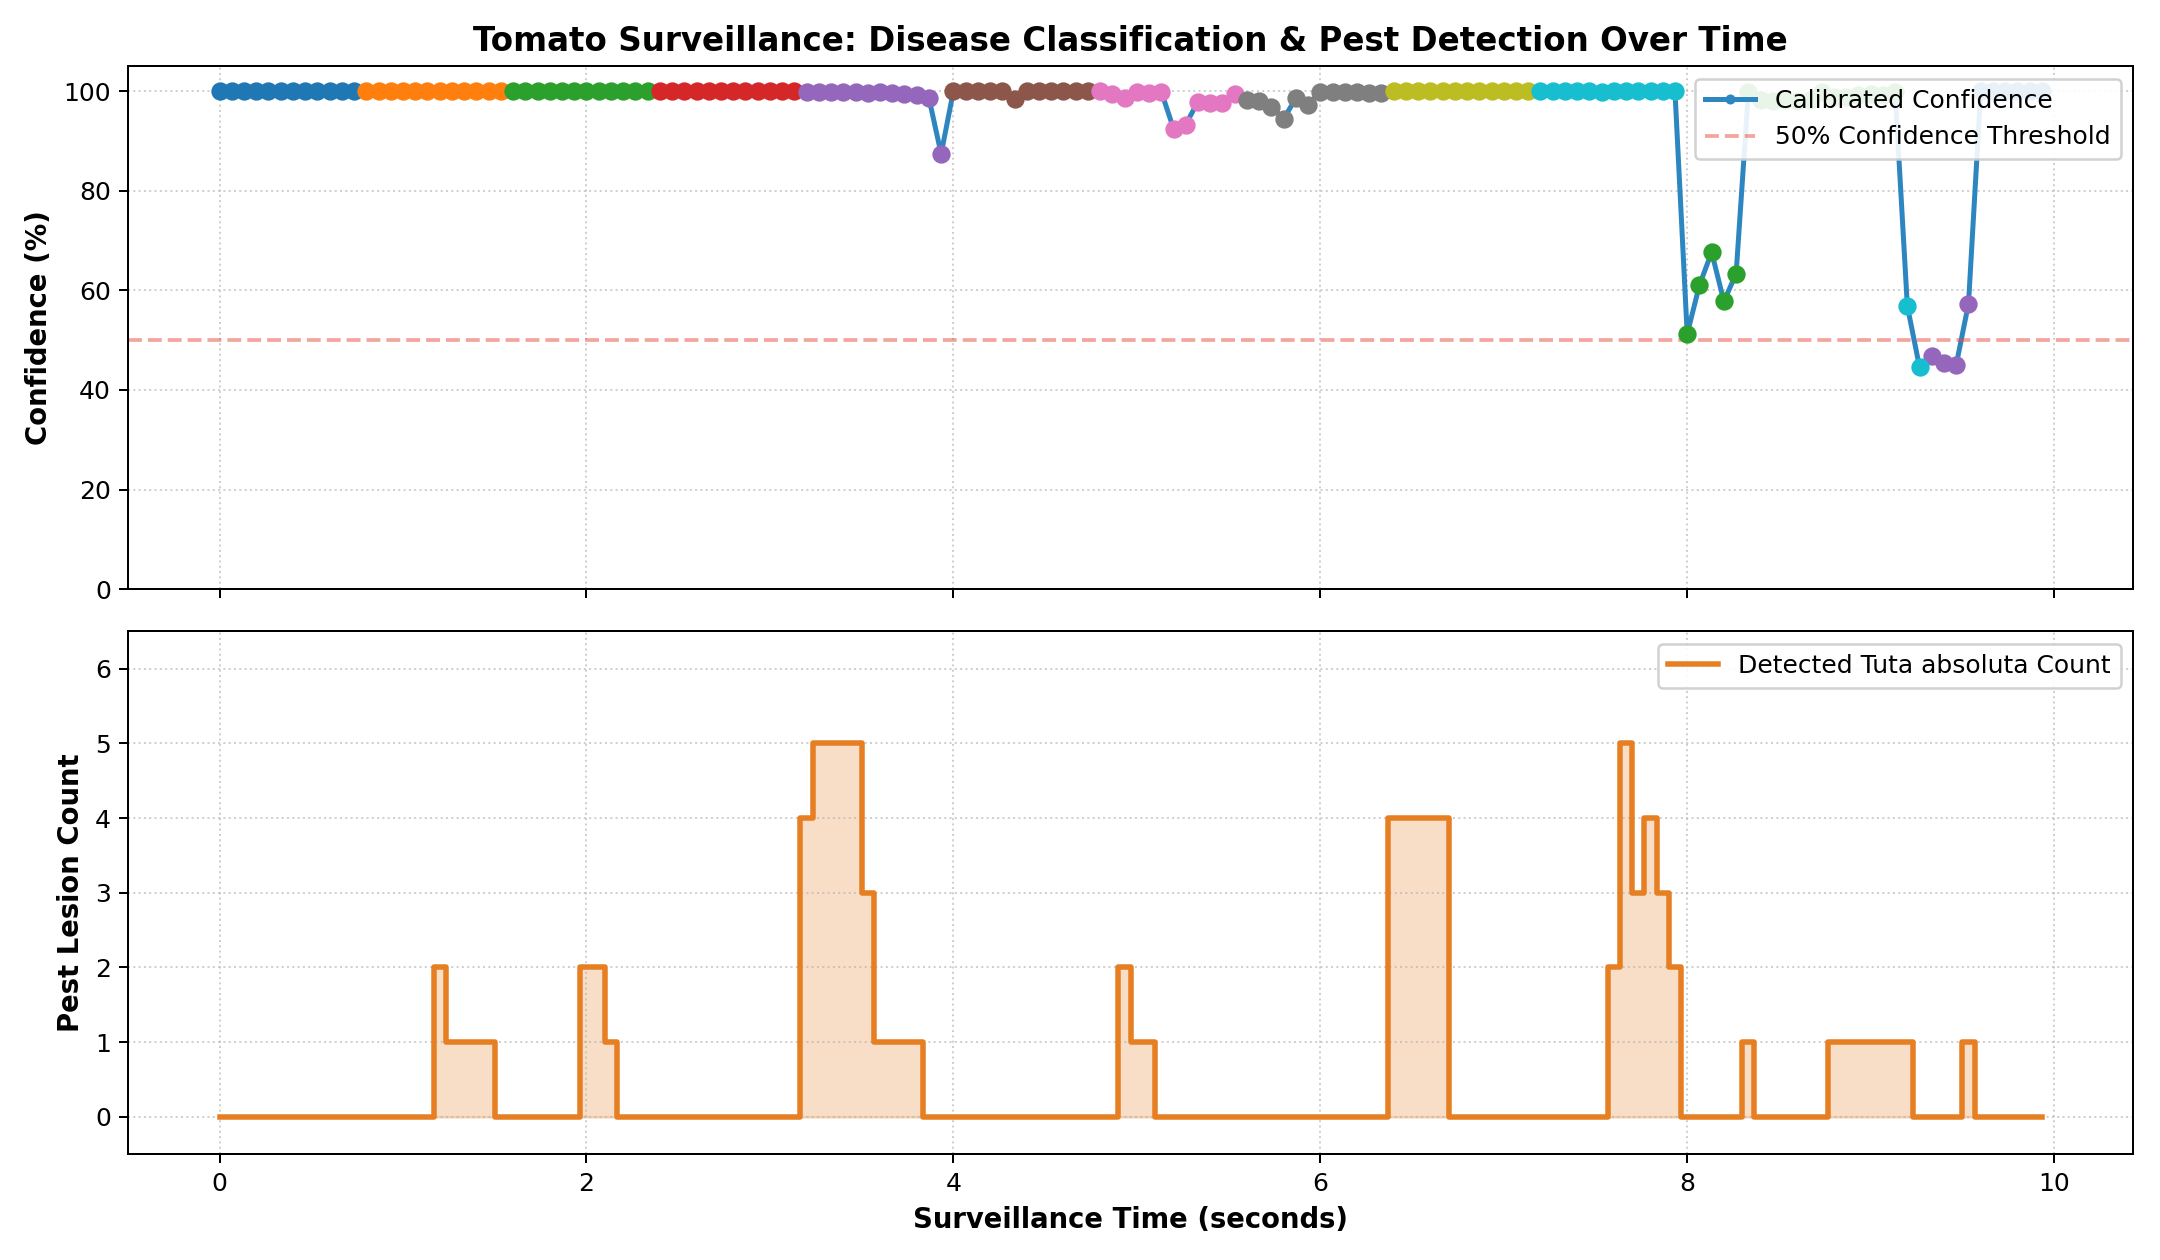 Tomato Surveillance: Disease Classification & Pest Detection Over Time
Confidence (%)
100
80
60
40
20
0
Calibrated Confidence
50% Confidence Threshold
Pest Lesion Count
6
5
4
3
2
1
0
Detected Tuta absoluta Count
0 2 4 6 8 10
Surveillance Time (seconds)